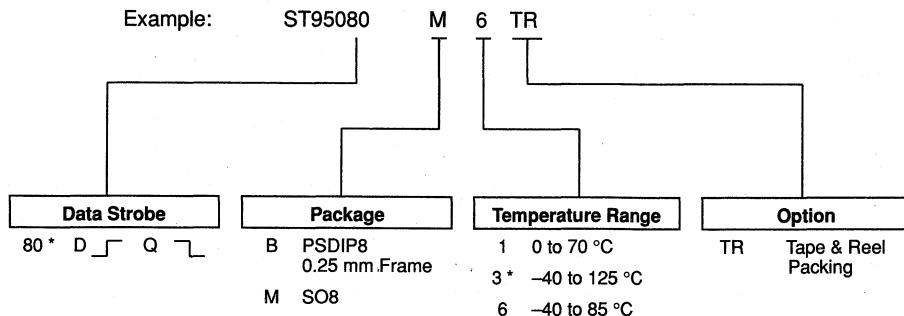 Example: ST95080 M 6 TR
Data Strobe
80 * D Q
Package
B PSDIP8
0.25 mm Frame
M SO8
Temperature Range
1 0 to 70 °C
3 * –40 to 125 °C
6 –40 to 85 °C
Option
TR Tape & Reel
Packing